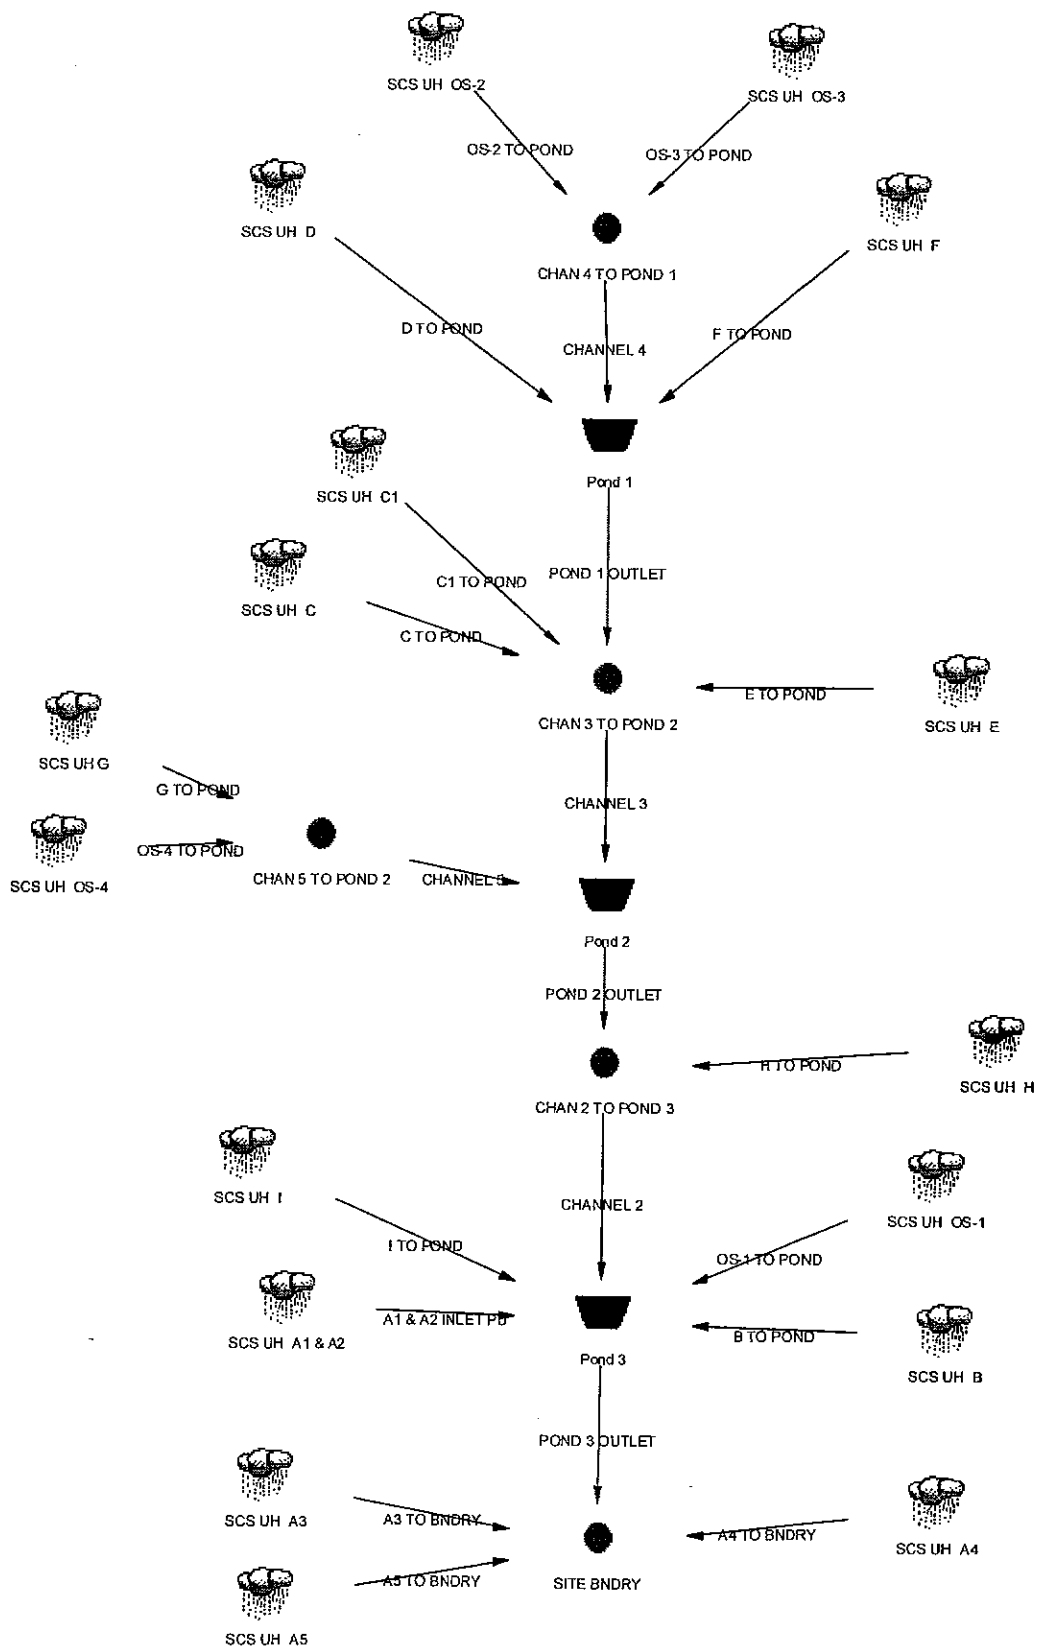 SCS UH OS-2
SCS UH OS-3
OS-2 TO POND
OS-3 TO POND
SCS UH D
SCS UH F
CHAN 4 TO POND 1
D TO POND
F TO POND
CHANNEL 4
Pond 1
SCS UH C1
C1 TO POND
POND 1 OUTLET
SCS UH C
C TO POND
E TO POND
CHAN 3 TO POND 2
SCS UH E
SCS UH G
G TO POND
CHANNEL 3
OS-4 TO POND
SCS UH OS-4
CHAN 5 TO POND 2
CHANNEL 5
Pond 2
POND 2 OUTLET
H TO POND
SCS UH H
CHAN 2 TO POND 3
SCS UH I
CHANNEL 2
SCS UH OS-1
I TO POND
OS-1 TO POND
A1 & A2 INLET PD
SCS UH A1 & A2
B TO POND
Pond 3
SCS UH B
POND 3 OUTLET
SCS UH A3
A3 TO BNDRY
A4 TO BNDRY
SCS UH A4
A5 TO BNDRY
SITE BNDRY
SCS UH A5